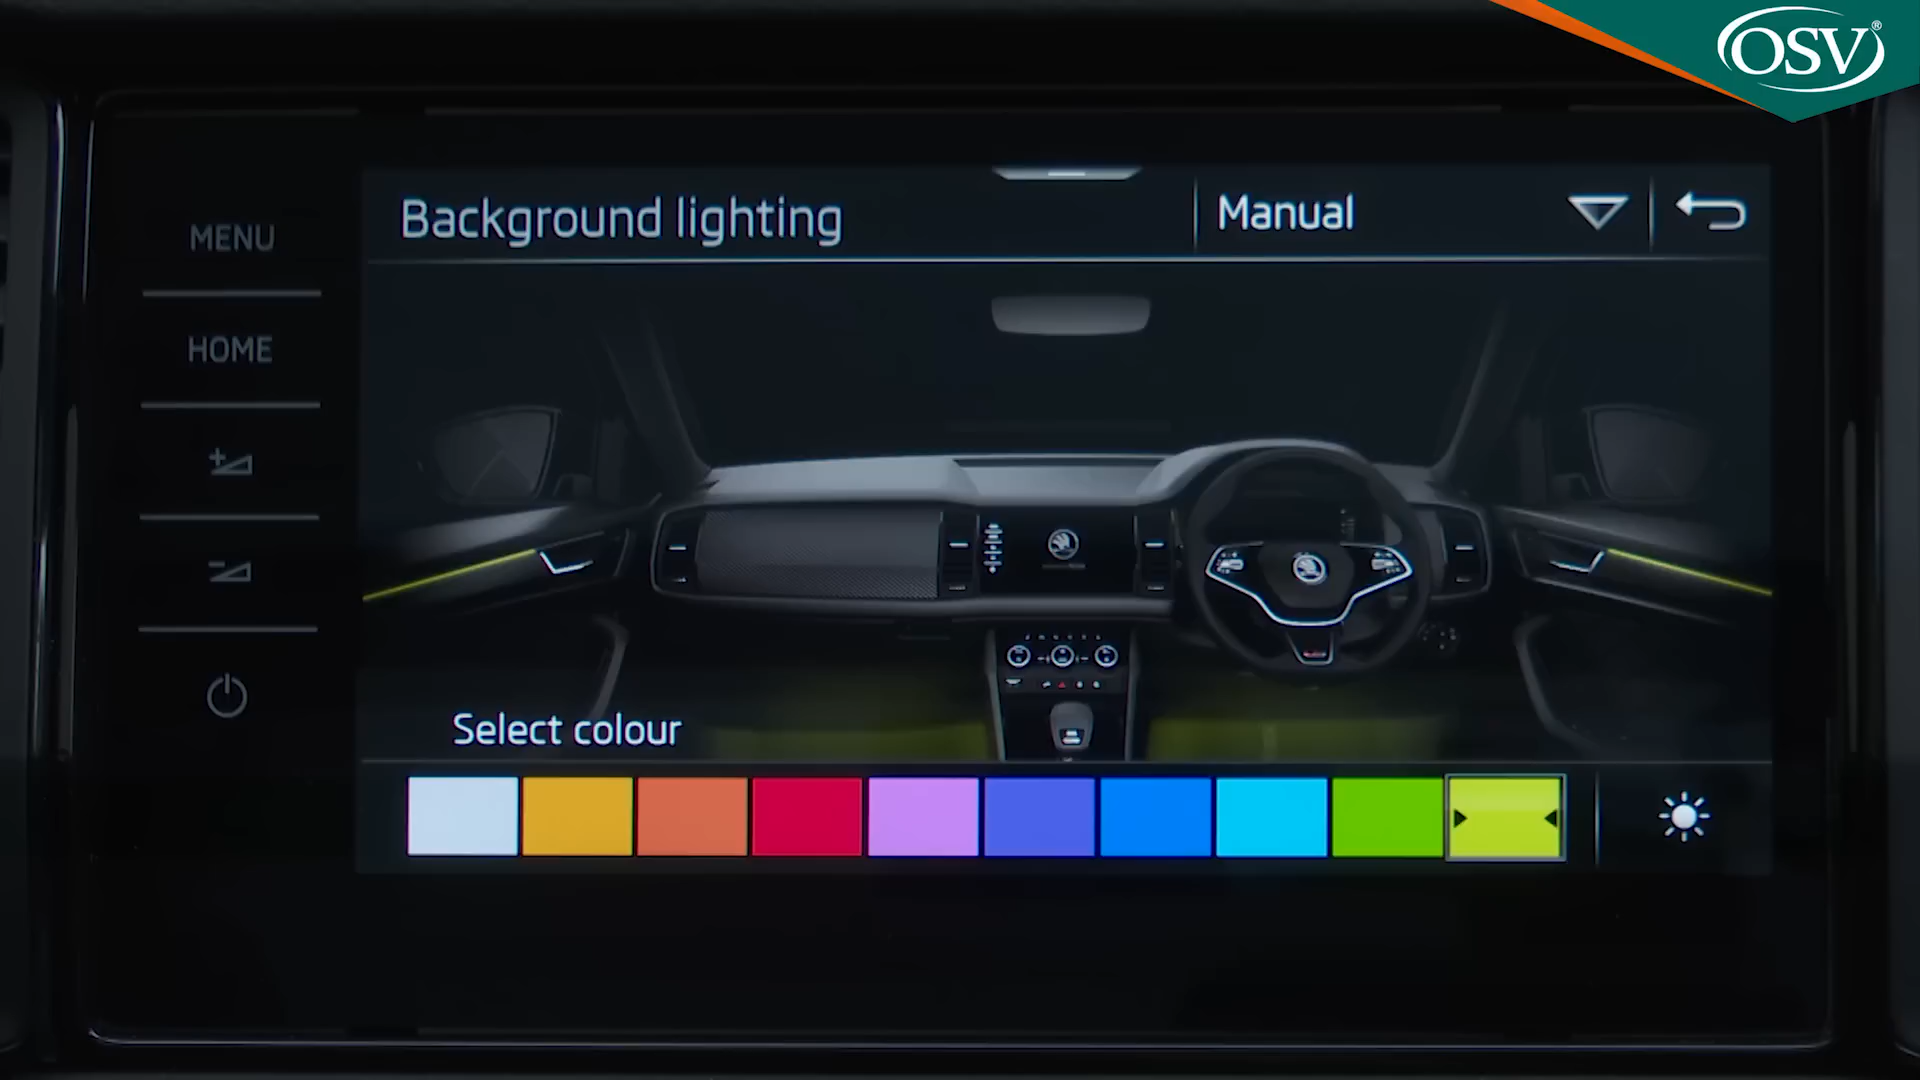 OSV®
MENU
HOME
Background lighting
Manual
Select colour